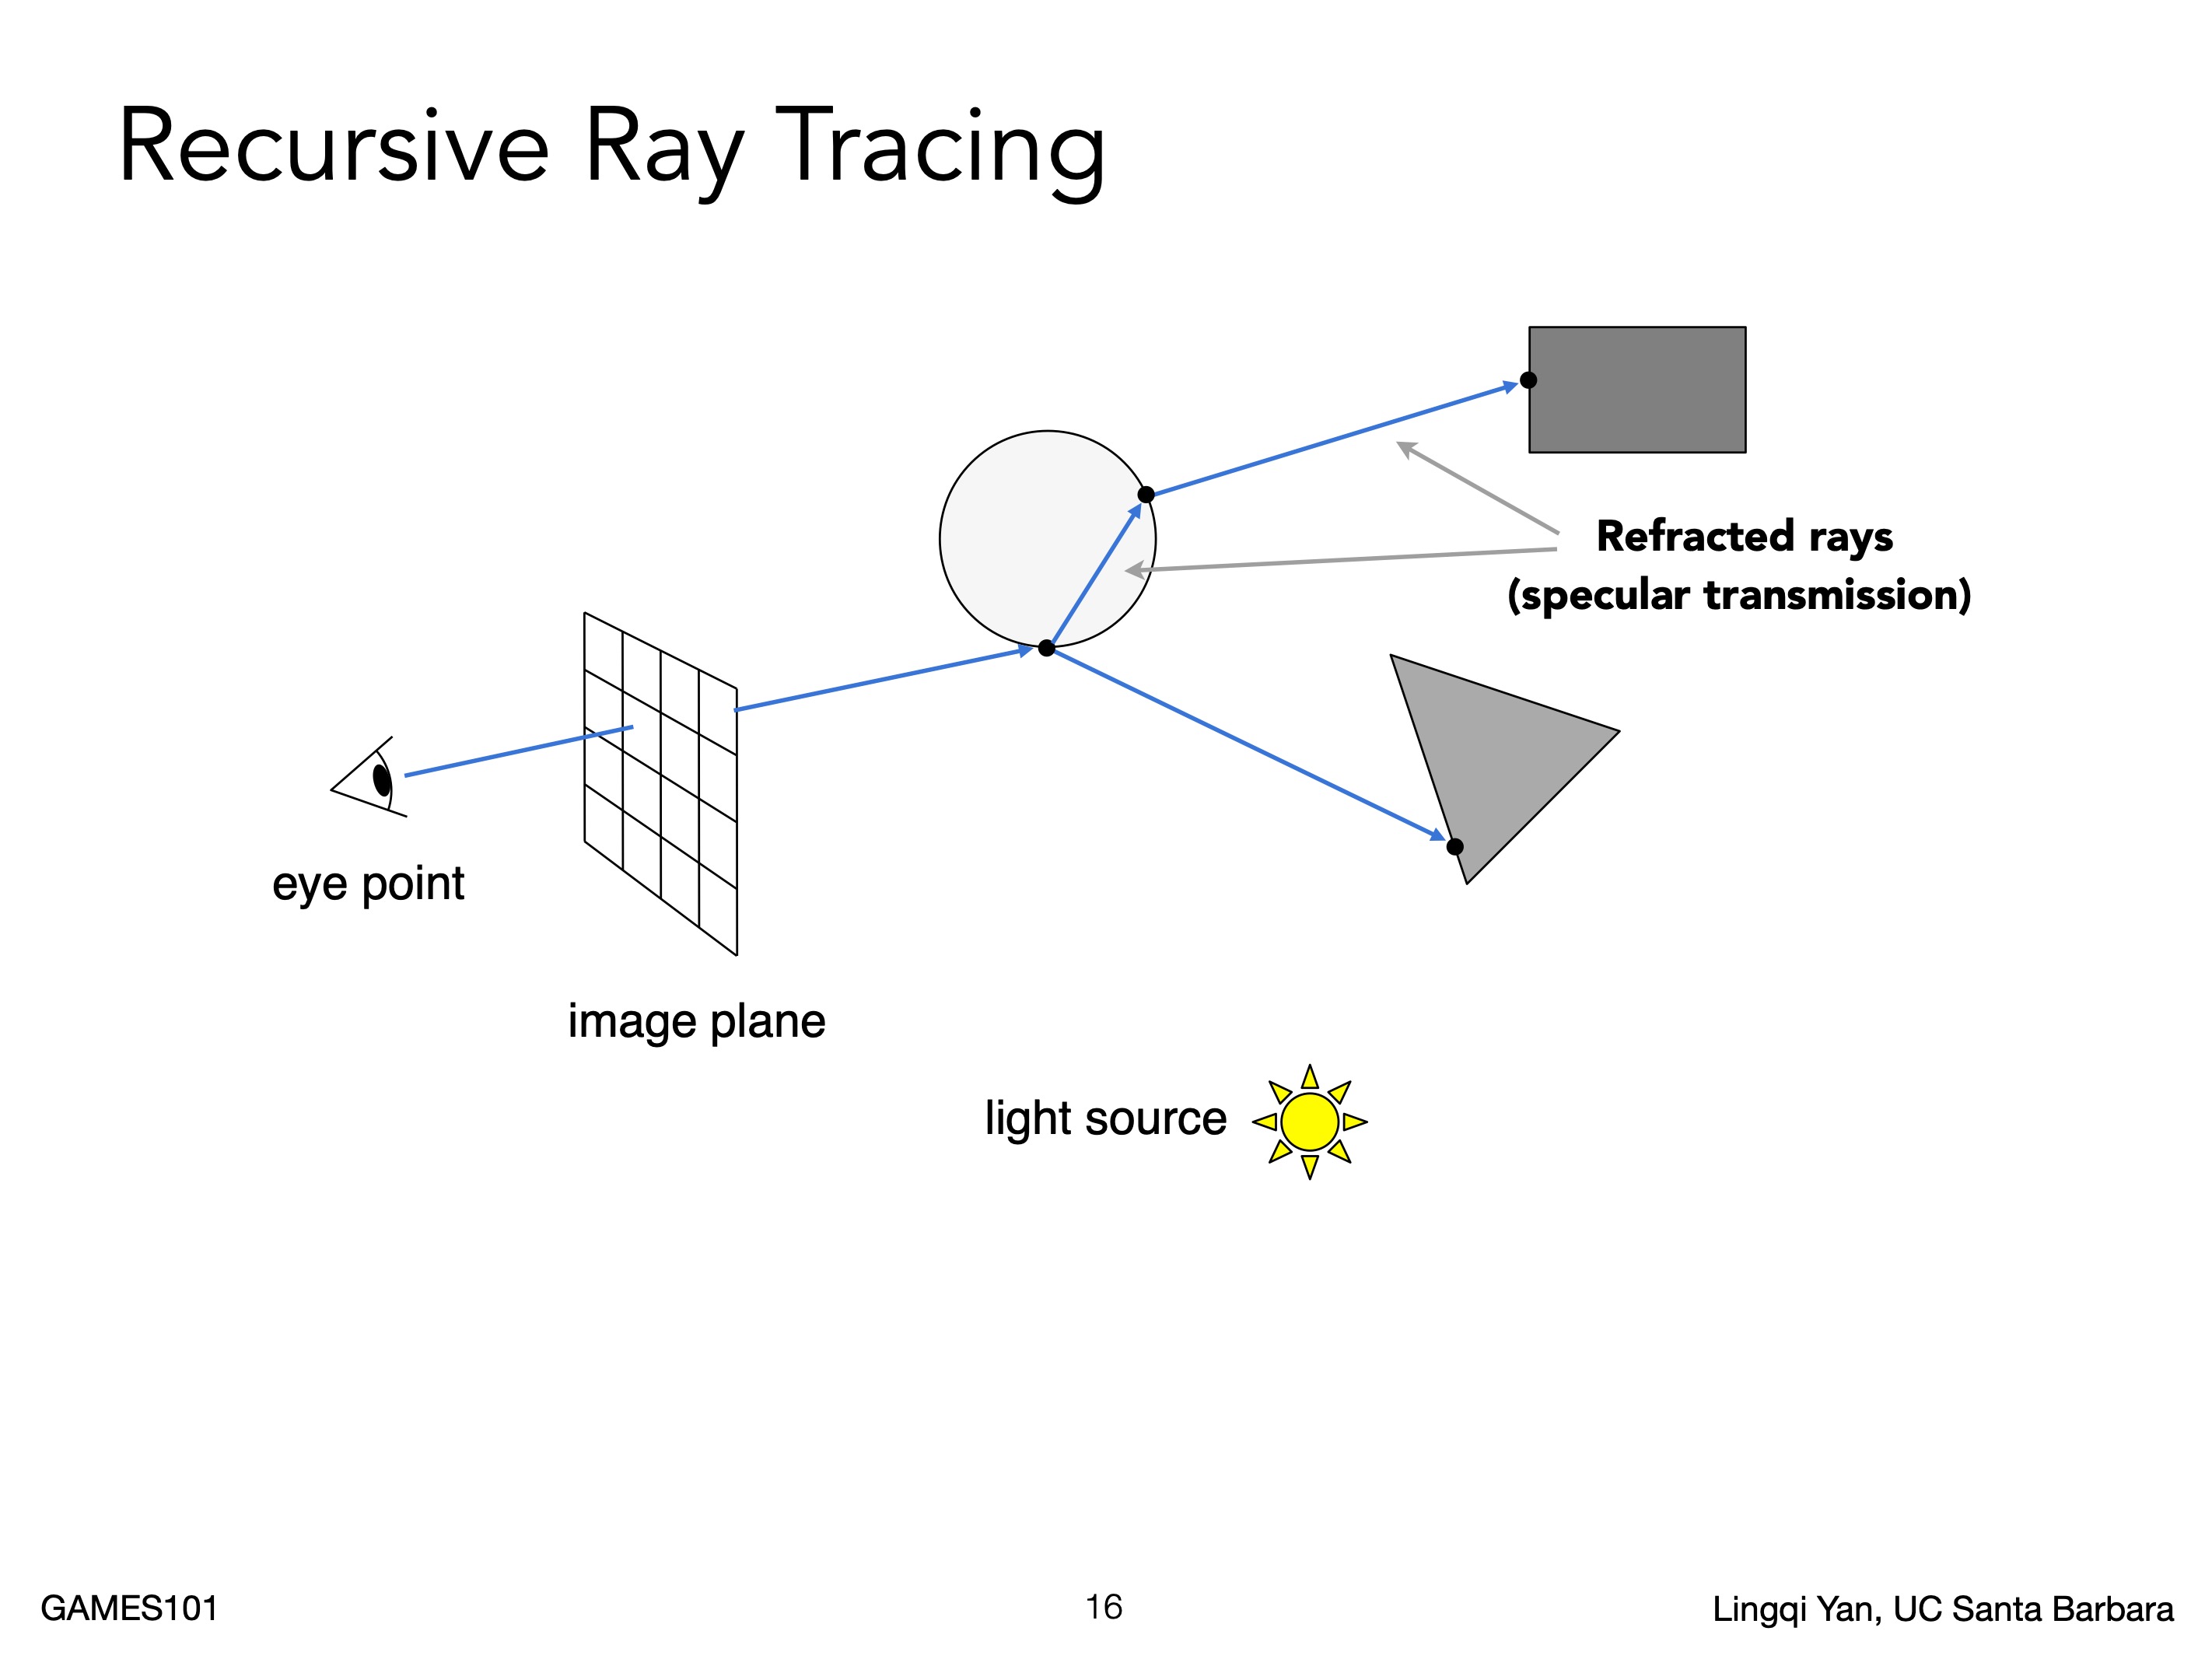 Recursive Ray Tracing
Refracted rays
(specular transmission)
eye point
image plane
light source
GAMES101
16
Lingqi Yan, UC Santa Barbara